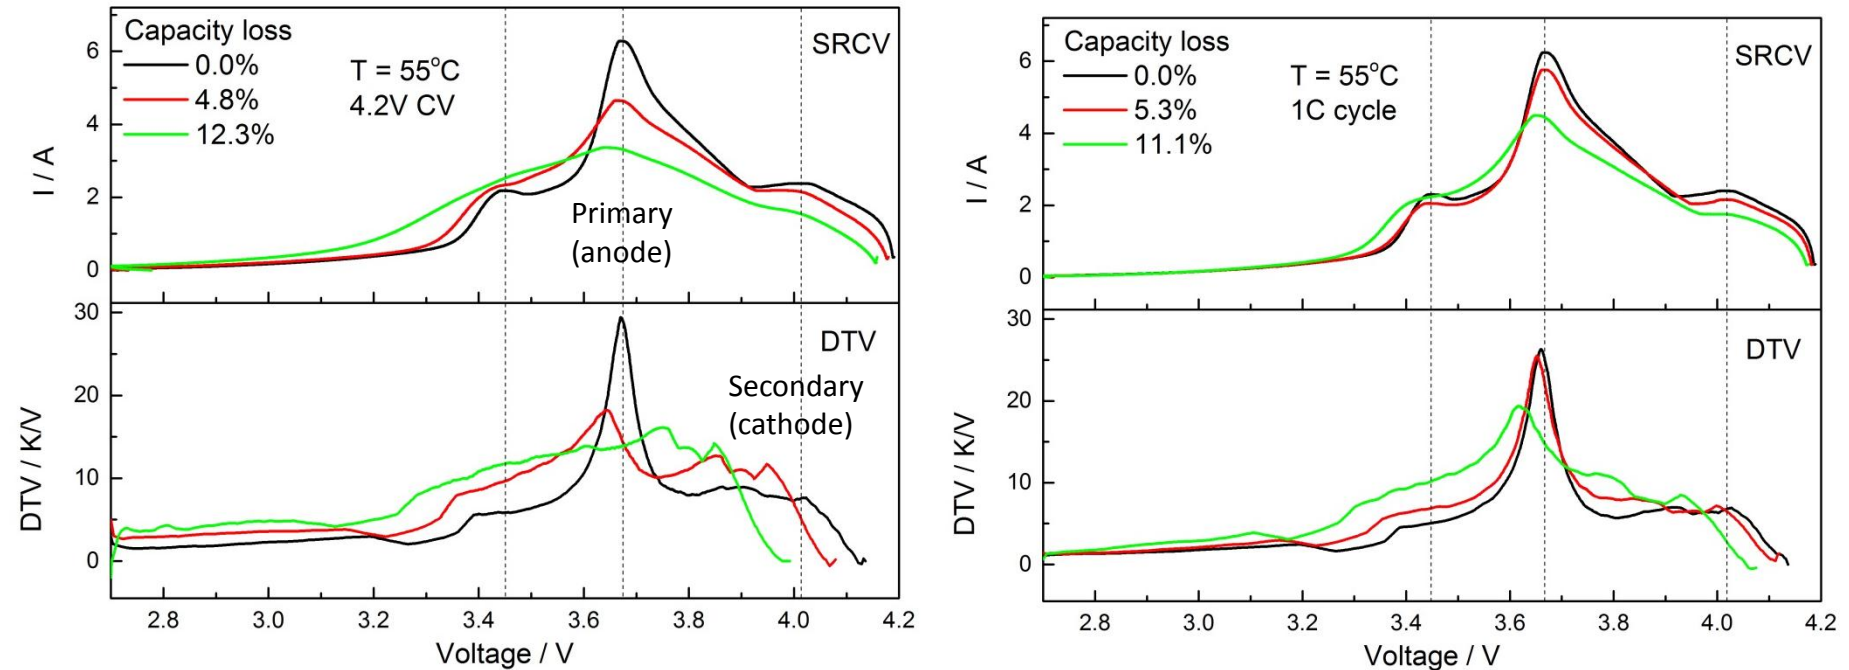 Capacity loss
0.0%
4.8%
12.3%
T = 55°C
4.2V CV
SRCV
I / A
6
4
2
0
Primary
(anode)
DTV
Secondary
(cathode)
DTV / K/V
30
20
10
0
2.8 3.0 3.2 3.4 3.6 3.8 4.0 4.2
Voltage / V
Capacity loss
0.0%
5.3%
11.1%
T = 55°C
1C cycle
SRCV
I / A
6
4
2
0
DTV
DTV / K/V
30
20
10
0
2.8 3.0 3.2 3.4 3.6 3.8 4.0 4.2
Voltage / V